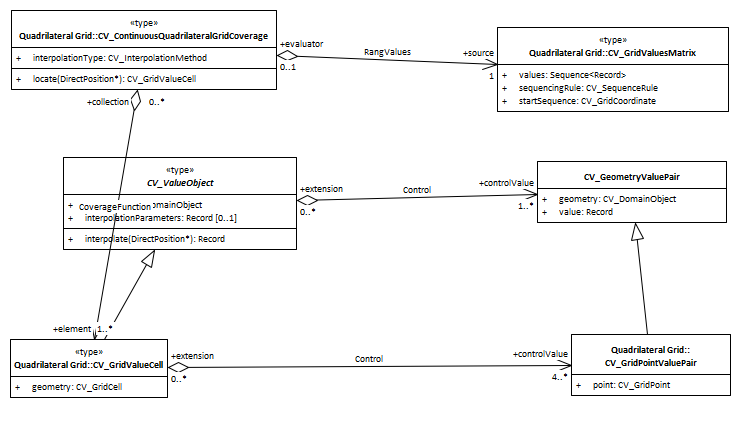 «type»
Quadrilateral Grid::CV_ContinuousQuadrilateralGridCoverage
+ interpolationType: CV_InterpolationMethod
+ locate(DirectPosition*): CV_GridValueCell
+evaluator
0..1
RangValues
+source
1
«type»
Quadrilateral Grid::CV_GridValuesMatrix
+ values: Sequence<Record>
+ sequencingRule: CV_SequenceRule
+ startSequence: CV_GridCoordinate
+collection
0..*
«type»
CV_ValueObject
+ CoverageFunction omainObject
+ interpolationParameters: Record [0..1]
+ interpolate(DirectPosition*): Record
+extension
0..*
Control
+controlValue
1..*
CV_GeometryValuePair
+ geometry: CV_DomainObject
+ value: Record
+element
1..*
«type»
Quadrilateral Grid::CV_GridValueCell
+ geometry: CV_GridCell
+extension
0..*
Control
+controlValue
4..*
Quadrilateral Grid::
CV_GridPointValuePair
+ point: CV_GridPoint